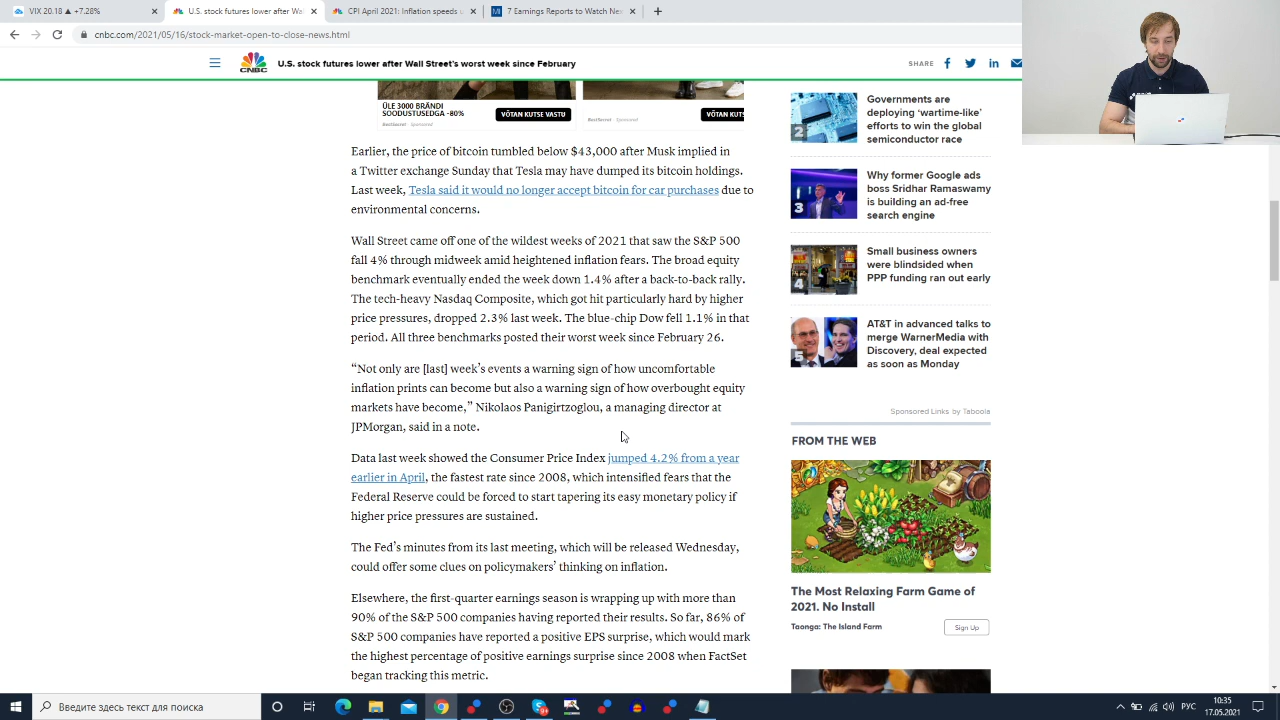 VIX 20.18 ▲ +7.28%
U.S. stock futures lower after Wa
CPI April 2021: Inflation speeds u
7 Earnings Reports to Watch Nex
cnbc.com/2021/05/16/stock-market-open-to-close-news.html
CNBC
U.S. stock futures lower after Wall Street's worst week since February
SHARE
ÜLE 3000 BRÄNDI
SOODUSTUSEDGA -80%
BestSecret · Sponsored
VÕTAN KUTSE VASTU
BestSecret · Sponsored
VÕTAN KUTS
Earlier, the price of bitcoin tumbled below $43,000 after Musk implied in
a Twitter exchange Sunday that Tesla may have dumped its bitcoin holdings.
Last week, Tesla said it would no longer accept bitcoin for car purchases due to
environmental concerns.
Wall Street came off one of the wildest weeks of 2021 that saw the S&P 500
fall 4% through midweek amid heightened inflation fears. The broad equity
benchmark eventually ended the week down 1.4% after a back-to-back rally.
The tech-heavy Nasdaq Composite, which got hit particularly hard by higher
price pressures, dropped 2.3% last week. The blue-chip Dow fell 1.1% in that
period. All three benchmarks posted their worst week since February 26.
“Not only are [last] week’s events a warning sign of how uncomfortable
inflation prints can become but also a warning sign of how overbought equity
markets have become,” Nikolaos Panigirtzoglou, a managing director at
JPMorgan, said in a note.
Data last week showed the Consumer Price Index jumped 4.2% from a year
earlier in April, the fastest rate since 2008, which intensified fears that the
Federal Reserve could be forced to start tapering its easy monetary policy if
higher price pressures are sustained.
The Fed’s minutes from its last meeting, which will be released Wednesday,
could offer some clues on policymakers’ thinking on inflation.
Elsewhere, the first-quarter earnings season is wrapping up with more than
90% of the S&P 500 companies having reported their results. So far, 86% of
S&P 500 companies have reported a positive EPS surprise, which would mark
the highest percentage of positive earnings surprise since 2008 when FactSet
began tracking this metric.
2
Governments are
deploying ‘wartime-like’
efforts to win the global
semiconductor race
3
Why former Google ads
boss Sridhar Ramaswamy
is building an ad-free
search engine
4
Small business owners
were blindsided when
PPP funding ran out early
5
AT&T in advanced talks to
merge WarnerMedia with
Discovery, deal expected
as soon as Monday
Sponsored Links by Taboola
FROM THE WEB
The Most Relaxing Farm Game of
2021. No Install
Taonga: The Island Farm
Sign Up
Введите здесь текст для поиска
РУС
10:35
17.05.2021